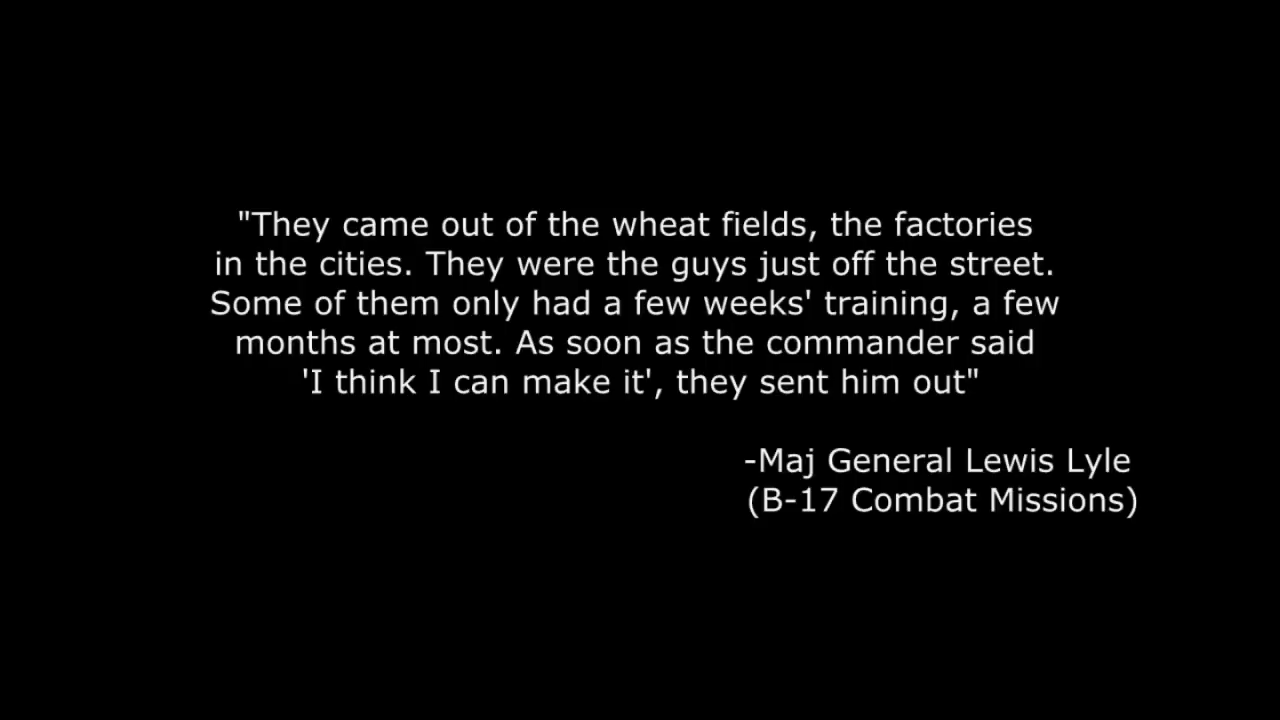 "They came out of the wheat fields, the factories
in the cities. They were the guys just off the street.
Some of them only had a few weeks' training, a few
months at most. As soon as the commander said
'I think I can make it', they sent him out"
-Maj General Lewis Lyle
(B-17 Combat Missions)